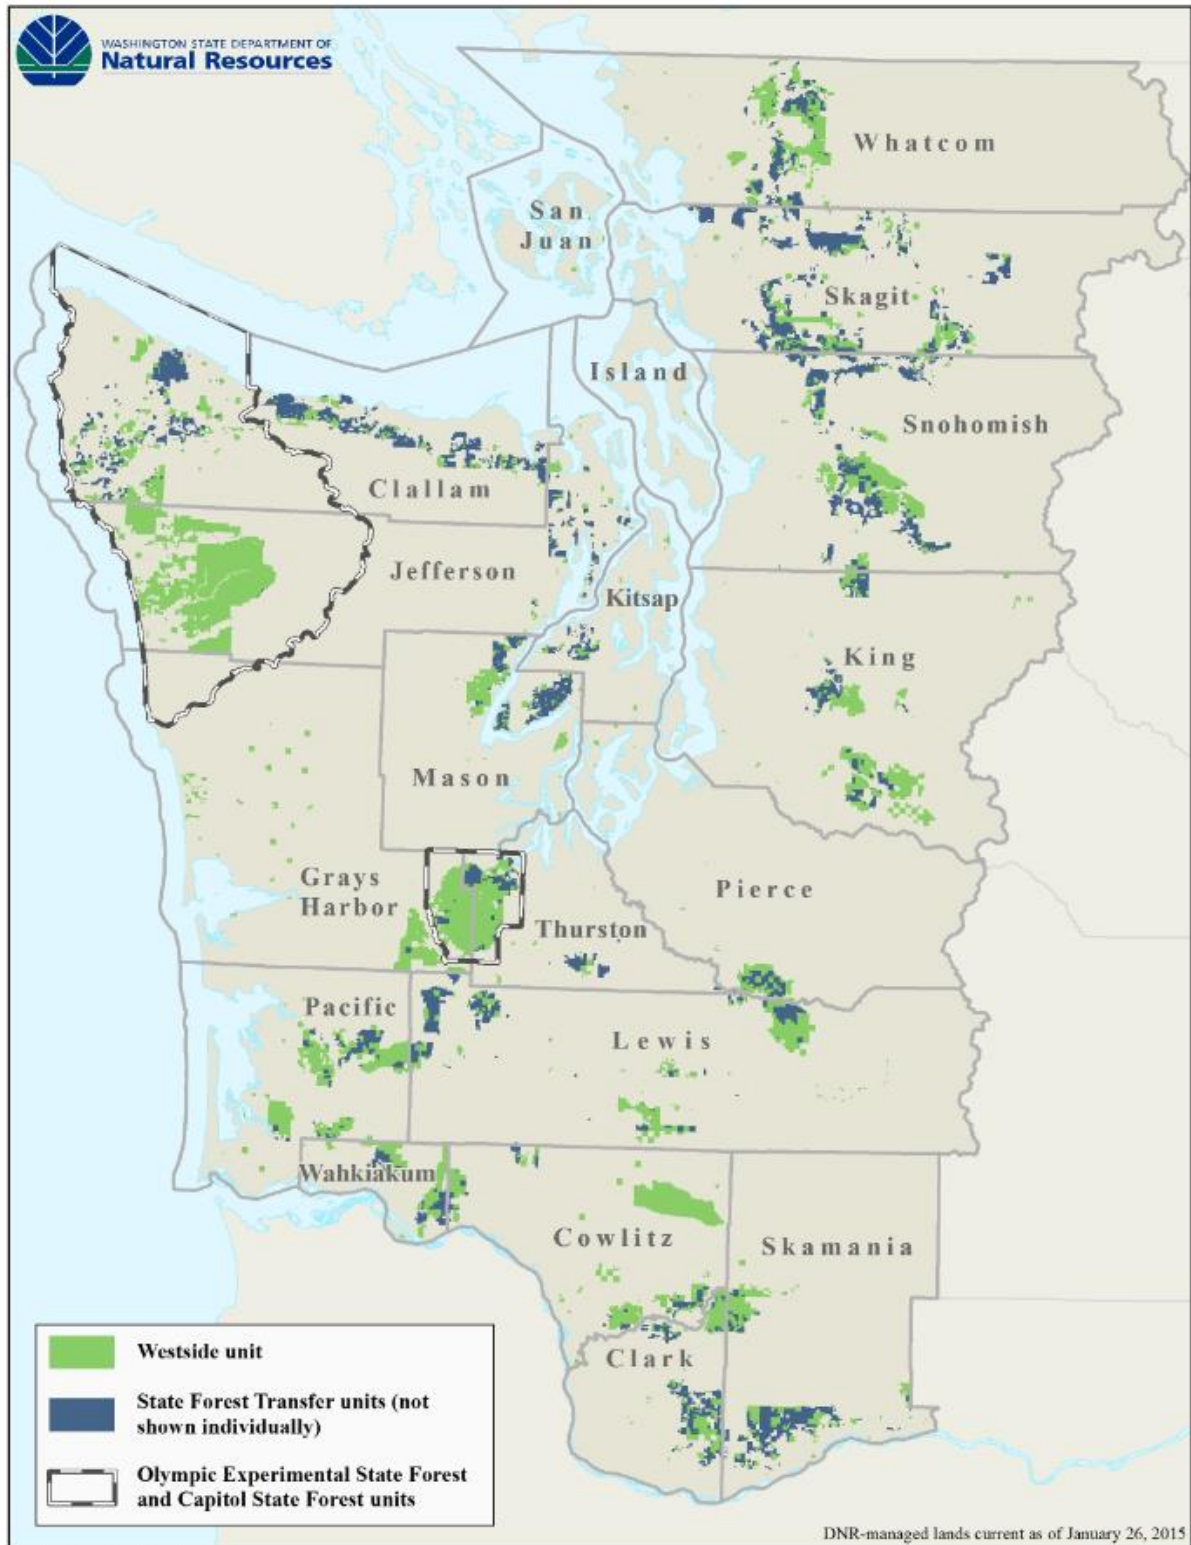 WASHINGTON STATE DEPARTMENT OF
Natural Resources
Whatcom
San
Juan
Skagit
Island
Snohomish
Clallam
Jefferson
Kitsap
King
Mason
Grays
Harbor
Pierce
Thurston
Pacific
Lewis
Wahkiakum
Cowlitz
Skamania
Clark
Westside unit
State Forest Transfer units (not
shown individually)
Olympic Experimental State Forest
and Capitol State Forest units
DNR-managed lands current as of January 26, 2015